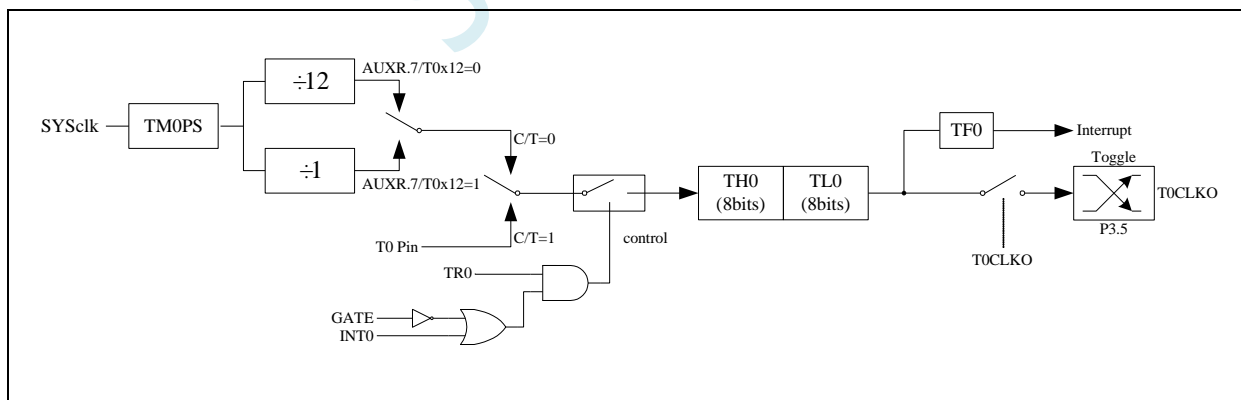 AUXR.7/T0x12=0
÷12
SYSclk
TM0PS
C/T=0
÷1
AUXR.7/T0x12=1
TF0
Interrupt
Toggle
TH0
(8bits)
TL0
(8bits)
T0CLKO
P3.5
T0 Pin
C/T=1
control
T0CLKO
TR0
GATE
INT0